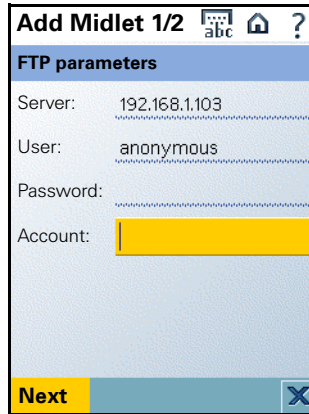 Add Midlet 1/2 abc ?
FTP parameters
Server: 192.168.1.103
User: anonymous
Password:
Account:
Next X